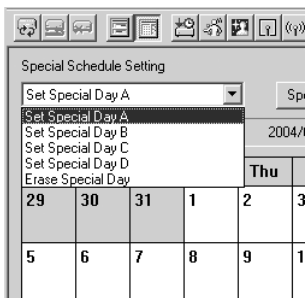 Special Schedule Setting
Set Special Day A
Sp
Set Special Day A
Set Special Day B
Set Special Day C
Set Special Day D
Erase Special Day
2004/
Thu
29 30 31 1 2 3
5 6 7 8 9 1